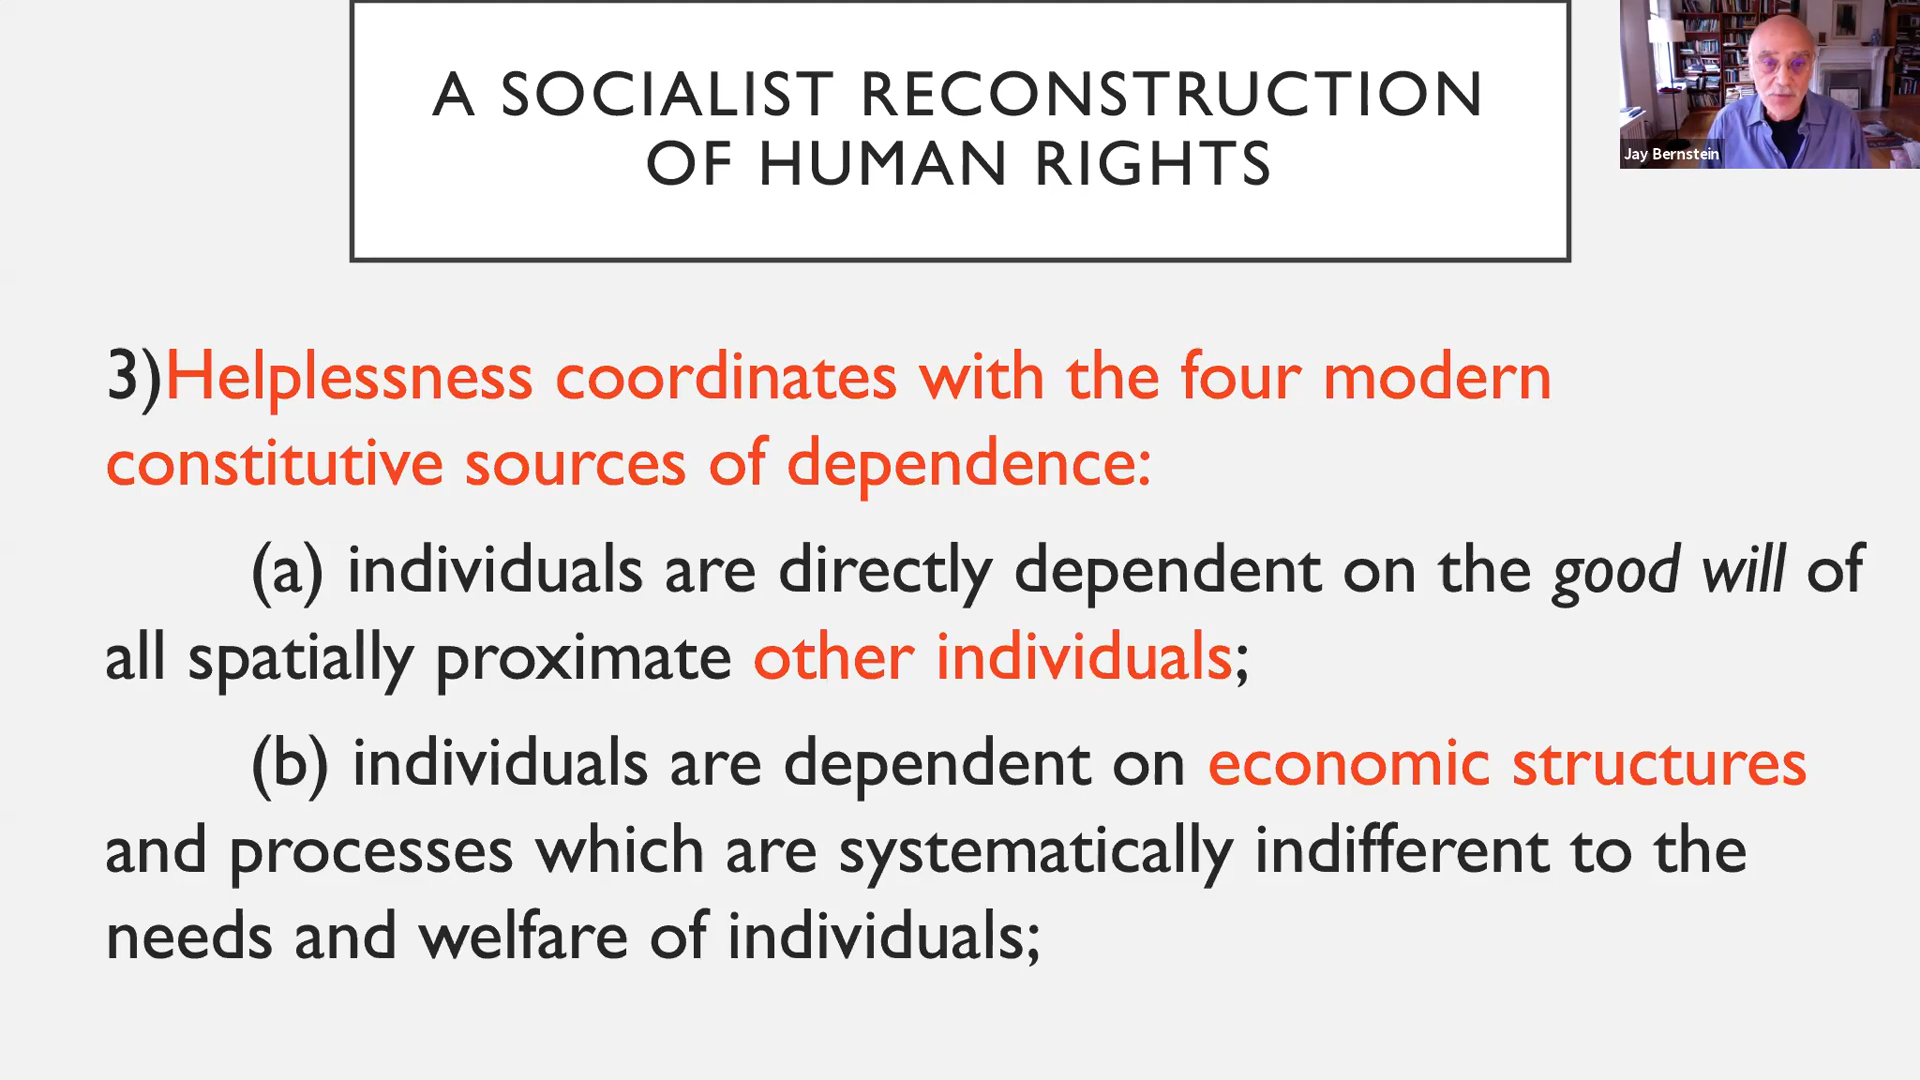 A SOCIALIST RECONSTRUCTION
OF HUMAN RIGHTS
Jay Bernstein
3)Helplessness coordinates with the four modern
constitutive sources of dependence:
(a) individuals are directly dependent on the good will of
all spatially proximate other individuals;
(b) individuals are dependent on economic structures
and processes which are systematically indifferent to the
needs and welfare of individuals;